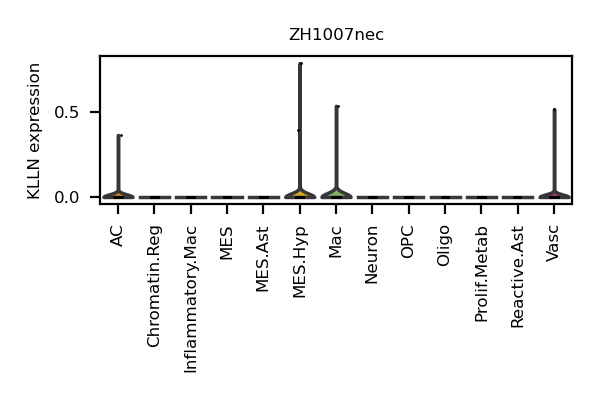 ZH1007nec
KLLN expression
0.5
0.0
AC
Chromatin.Reg
Inflammatory.Mac
MES
MES.Ast
MES.Hyp
Mac
Neuron
OPC
Oligo
Prolif.Metab
Reactive.Ast
Vasc